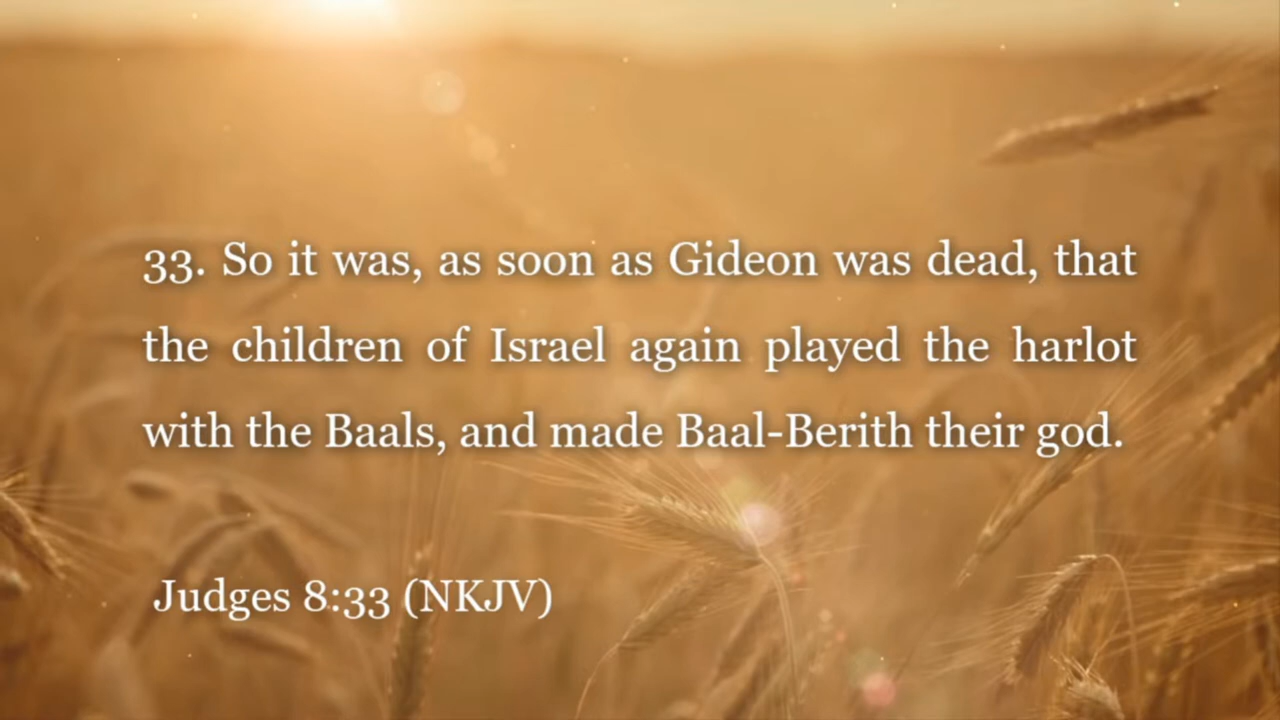 33. So it was, as soon as Gideon was dead, that
the children of Israel again played the harlot
with the Baals, and made Baal-Berith their god.
Judges 8:33 (NKJV)